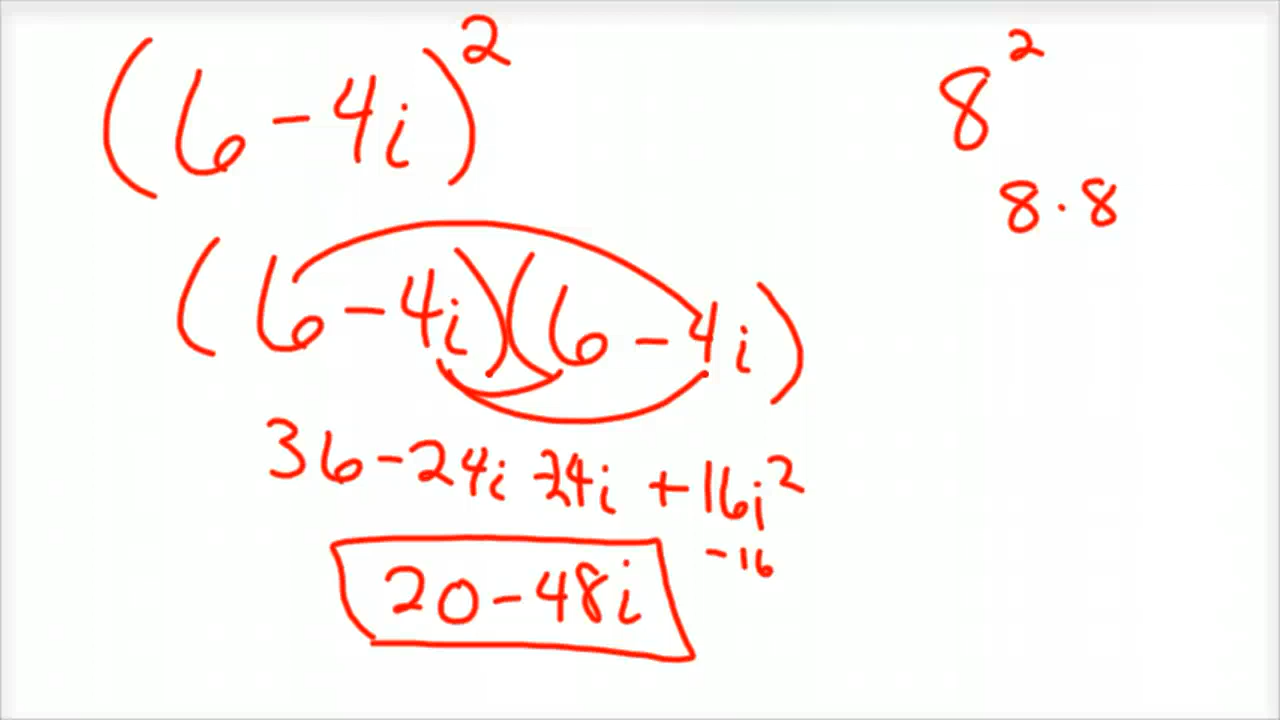 (6-4i)²
8²
8·8
(6-4i)(6-4i)
36-24i-24i+16i²
-16
20-48i